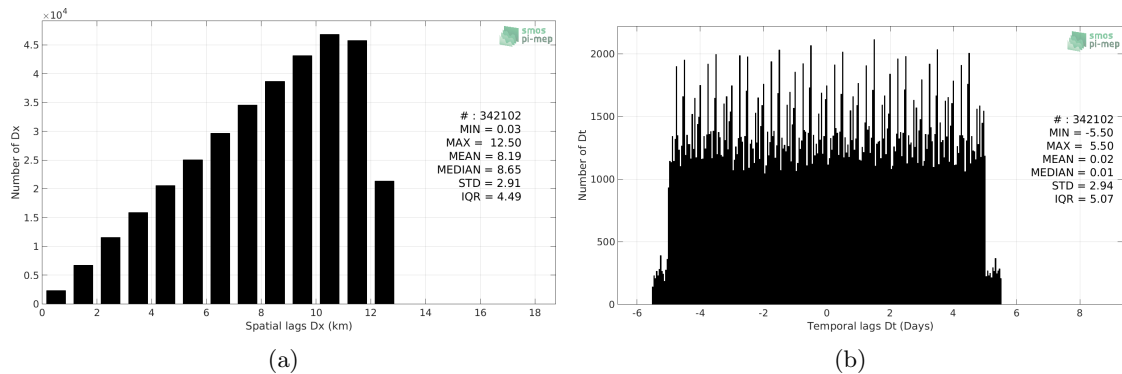 ×10⁴
4.5
4
3.5
3
2.5
2
1.5
1
0.5
0
Number of Dx
0 2 4 6 8 10 12 14 16 18
Spatial lags Dx (km)
smos
pi-mep
# : 342102
MIN = 0.03
MAX = 12.50
MEAN = 8.19
MEDIAN = 8.65
STD = 2.91
IQR = 4.49
(a)
2000
1500
1000
500
0
Number of Dt
-6 -4 -2 0 2 4 6 8
Temporal lags Dt (Days)
smos
pi-mep
# : 342102
MIN = -5.50
MAX = 5.50
MEAN = 0.02
MEDIAN = 0.01
STD = 2.94
IQR = 5.07
(b)